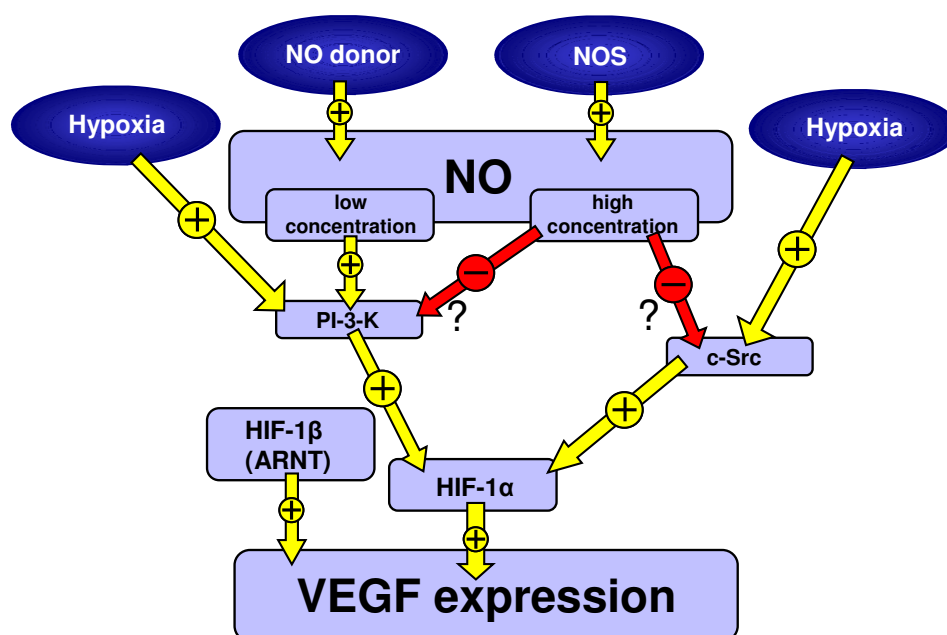 NO donor
NOS
Hypoxia
Hypoxia
+
+
NO
low
concentration
high
concentration
+
+
+
−
−
?
?
PI-3-K
c-Src
+
+
HIF-1β
(ARNT)
HIF-1α
+
+
VEGF expression